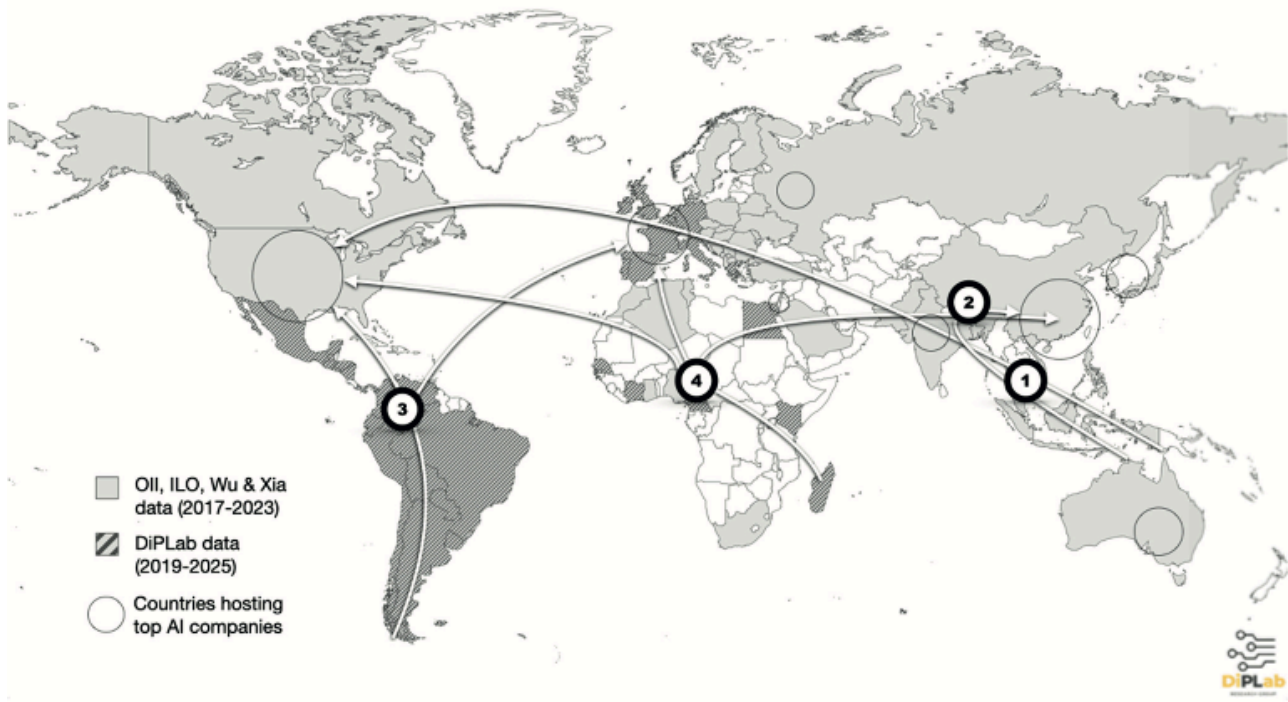 2
1
4
3
OII, ILO, Wu & Xia
data (2017-2023)
DiPLab data
(2019-2025)
Countries hosting
top AI companies
DiPLab
RESEARCH GROUP